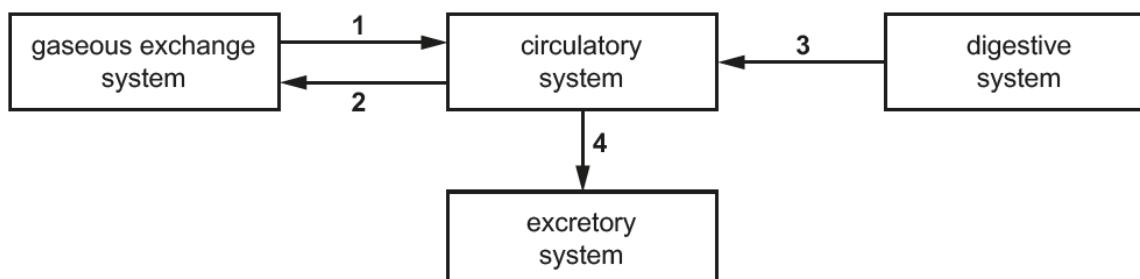 gaseous exchange
system
1
2
circulatory
system
3
digestive
system
4
excretory
system